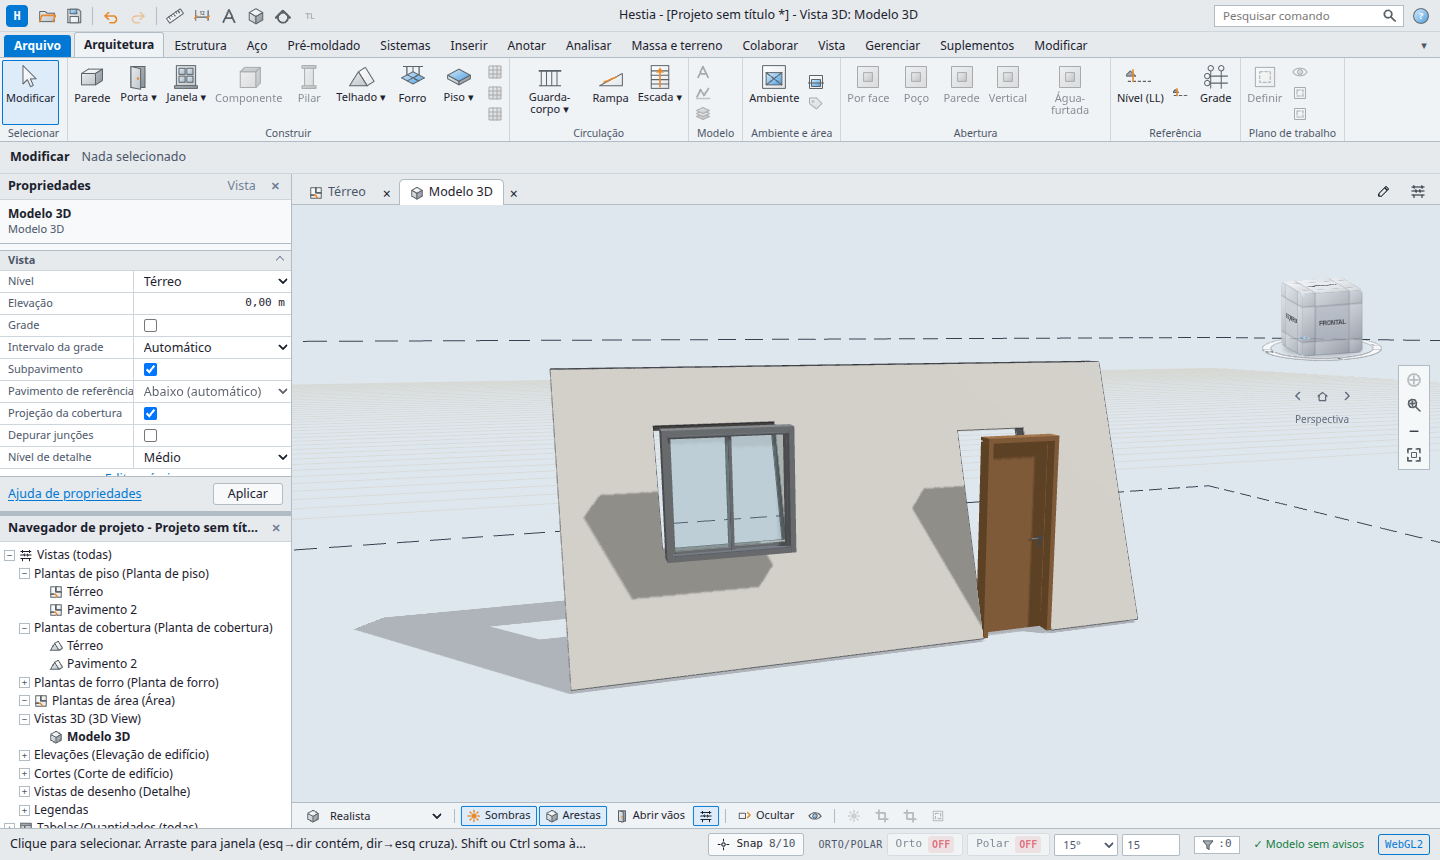 H
TL
Hestia - [Projeto sem título *] - Vista 3D: Modelo 3D
Pesquisar comando
?
Arquivo
Arquitetura
Estrutura
Aço
Pré-moldado
Sistemas
Inserir
Anotar
Analisar
Massa e terreno
Colaborar
Vista
Gerenciar
Suplementos
Modificar
Modificar
Parede
Porta ▾
Janela ▾
Componente
Pilar
Telhado ▾
Forro
Piso ▾
Guarda-
corpo ▾
Rampa
Escada ▾
Ambiente
Por face
Poço
Parede
Vertical
Água-
furtada
Nível (LL)
Grade
Definir
Selecionar
Construir
Circulação
Modelo
Ambiente e área
Abertura
Referência
Plano de trabalho
Modificar Nada selecionado
Propriedades Vista ×
Térreo ×
Modelo 3D ×
Modelo 3D
Modelo 3D
Vista
Nível Térreo
Elevação 0,00 m
Grade
Intervalo da grade Automático
Subpavimento
Pavimento de referência Abaixo (automático)
Projeção da cobertura
Depurar junções
Nível de detalhe Médio
Ajuda de propriedades Aplicar
Navegador de projeto - Projeto sem tít... ×
Vistas (todas)
Plantas de piso (Planta de piso)
Térreo
Pavimento 2
Plantas de cobertura (Planta de cobertura)
Térreo
Pavimento 2
Plantas de forro (Planta de forro)
Plantas de área (Área)
Vistas 3D (3D View)
Modelo 3D
Elevações (Elevação de edifício)
Cortes (Corte de edifício)
Vistas de desenho (Detalhe)
Legendas
Tabelas/Quantidades (todas)
FRONTAL
Perspectiva
Realista
Sombras
Arestas
Abrir vãos
Ocultar
Clique para selecionar. Arraste para janela (esq→dir contém, dir→esq cruza). Shift ou Ctrl soma à...
Snap 8/10
ORTO/POLAR
Orto OFF
Polar OFF
15°
15
:0
✓ Modelo sem avisos
WebGL2